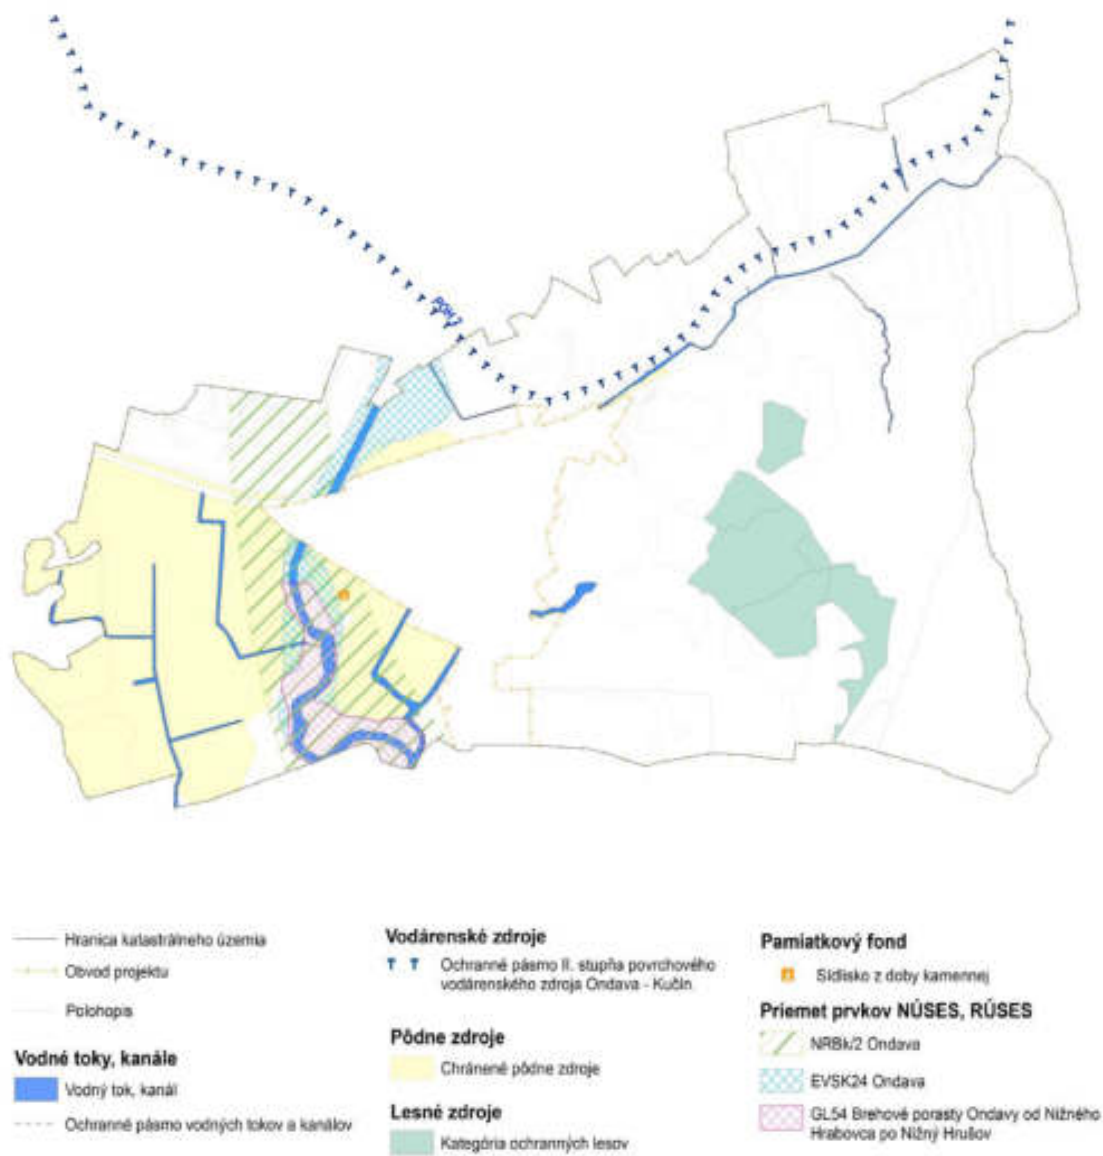 POH 2
Hranica katastrálneho územia
Obvod projektu
Polohopis
Vodné toky, kanále
Vodný tok, kanál
Ochranné pásmo vodných tokov a kanálov
Vodárenské zdroje
Ochranné pásmo II. stupňa povrchového
vodárenského zdroja Ondava - Kučín
Pôdne zdroje
Chránené pôdne zdroje
Lesné zdroje
Kategória ochranných lesov
Pamiatkový fond
Sídlisko z doby kamennej
Priemet prvkov NÚSES, RÚSES
NRBk/2 Ondava
EVSK24 Ondava
GL54 Brehové porasty Ondavy od Nižného
Hrabovca po Nižný Hrušov